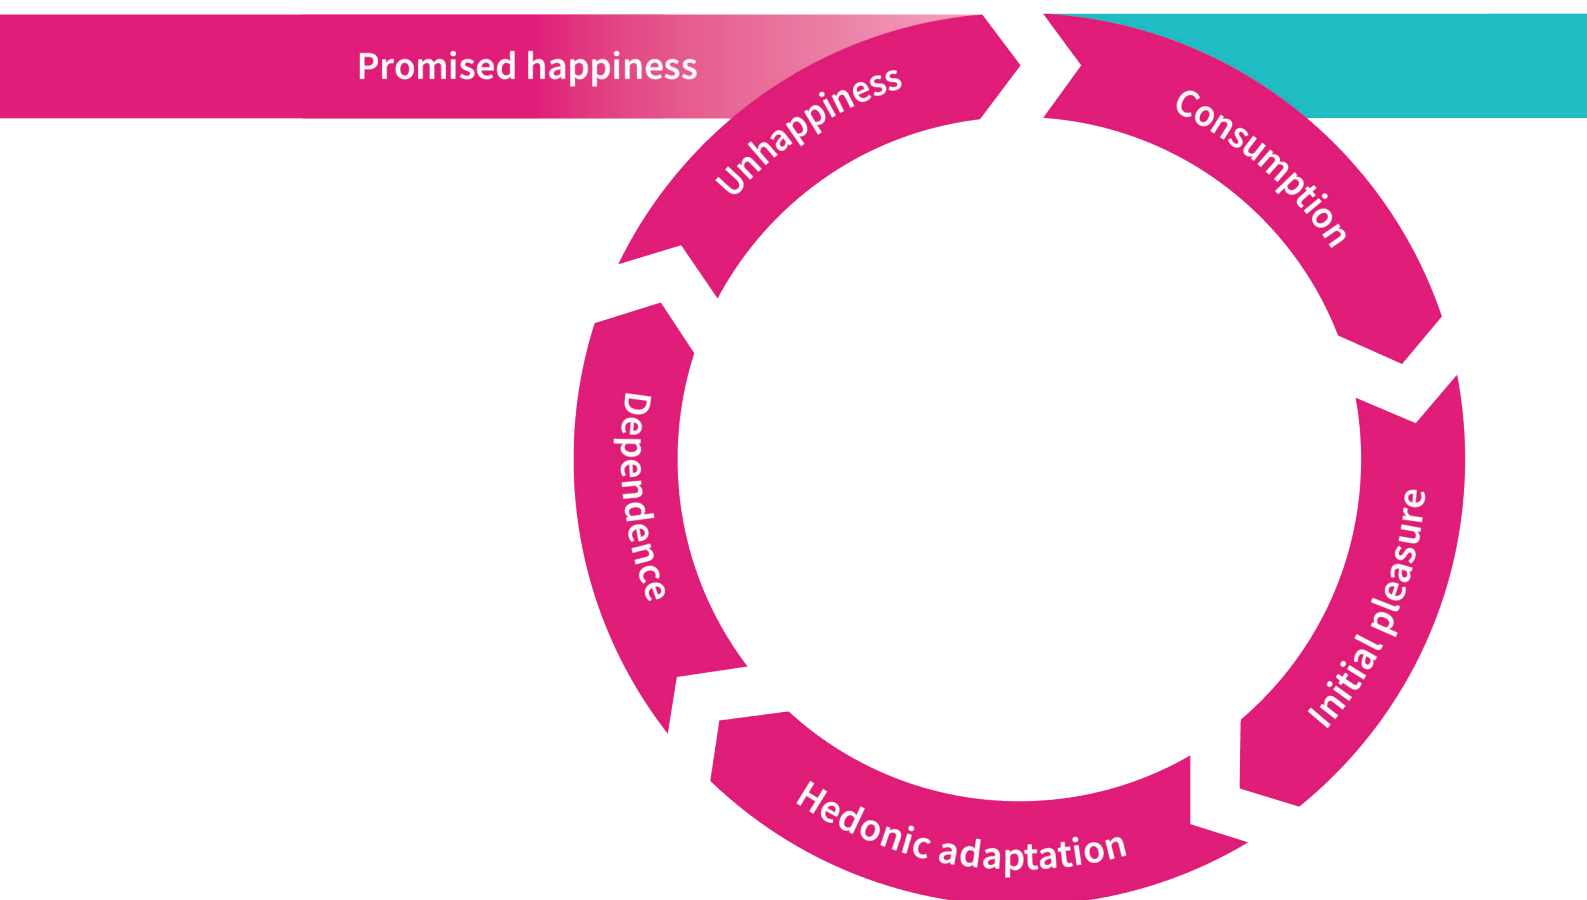 Promised happiness
Unhappiness
Consumption
Initial pleasure
Hedonic adaptation
Dependence